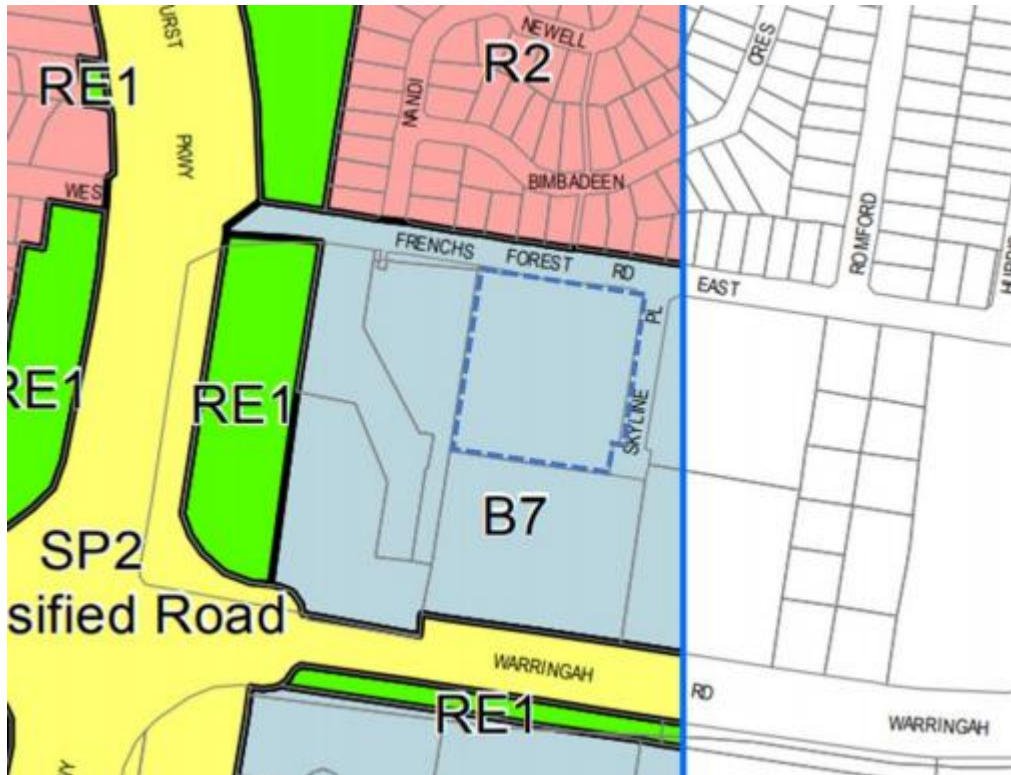 HURST
PKWY
RE1
WES
NEWELL
R2
CRES
NANDI
BIMBADEEN
ROMFORD
FRENCHS
FOREST
RD
EAST
PL
SKYLINE
RE1
RE1
B7
SP2
sified Road
WARRINGAH
RD
RE1
WARRINGAH